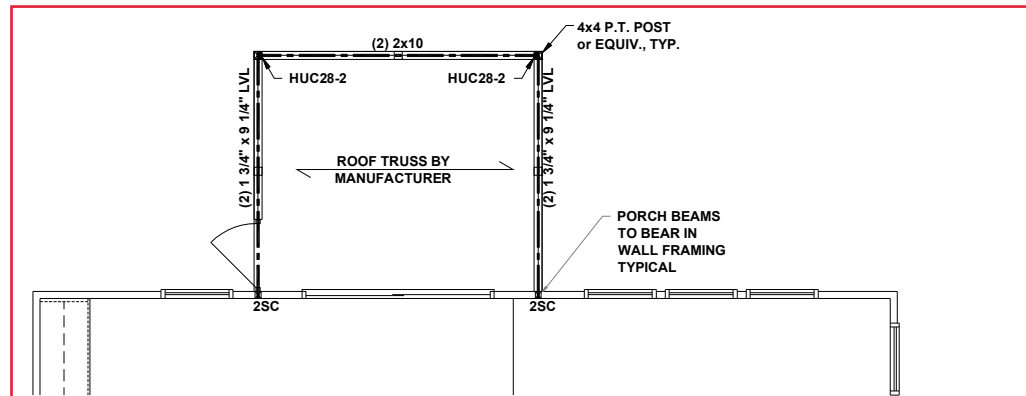 4x4 P.T. POST
or EQUIV., TYP.
(2) 2x10
HUC28-2
HUC28-2
(2) 1 3/4" x 9 1/4" LVL
(2) 1 3/4" x 9 1/4" LVL
ROOF TRUSS BY
MANUFACTURER
PORCH BEAMS
TO BEAR IN
WALL FRAMING
TYPICAL
2SC
2SC